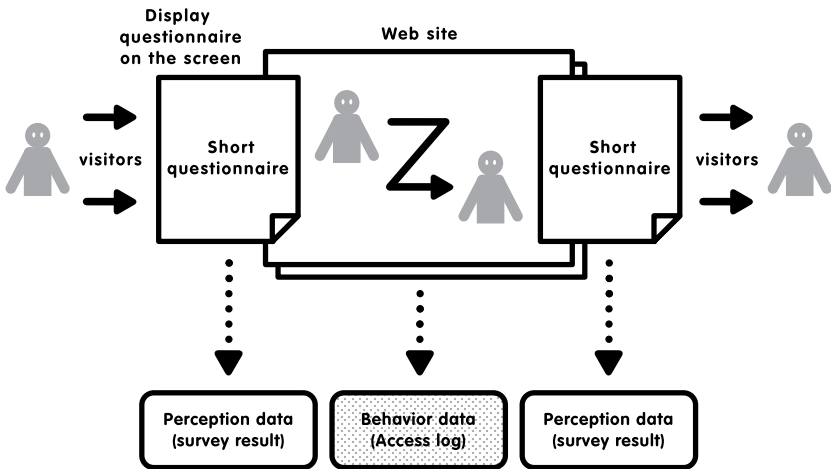 Display
questionnaire
on the screen
Web site
visitors
Short
questionnaire
Short
questionnaire
visitors
Perception data
(survey result)
Behavior data
(Access log)
Perception data
(survey result)